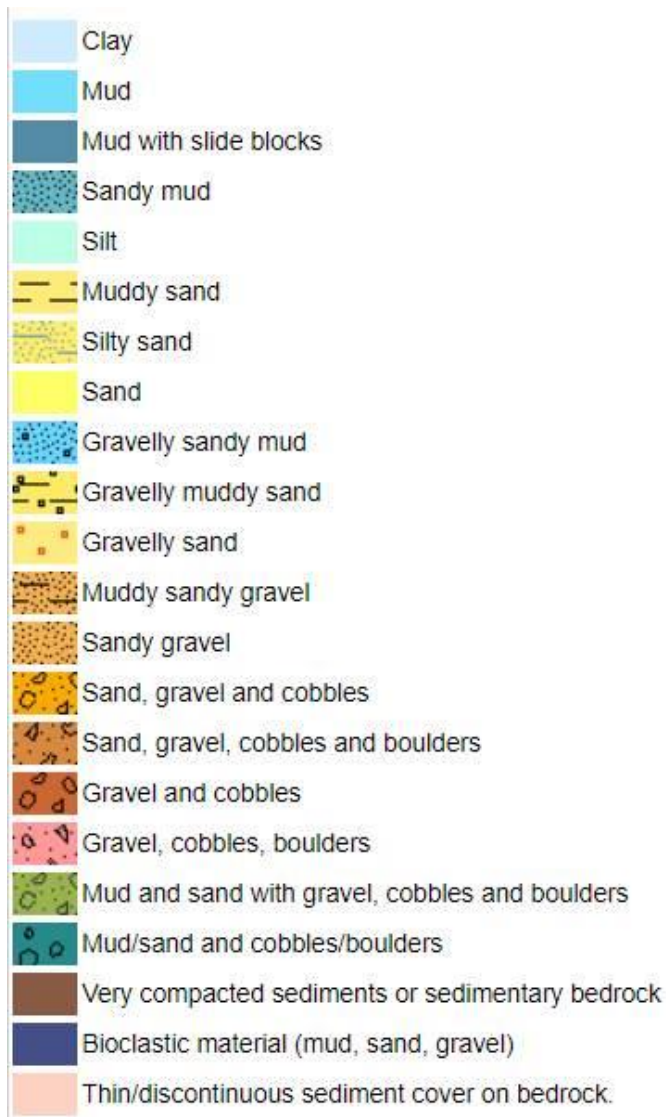 Clay
Mud
Mud with slide blocks
Sandy mud
Silt
Muddy sand
Silty sand
Sand
Gravelly sandy mud
Gravelly muddy sand
Gravelly sand
Muddy sandy gravel
Sandy gravel
Sand, gravel and cobbles
Sand, gravel, cobbles and boulders
Gravel and cobbles
Gravel, cobbles, boulders
Mud and sand with gravel, cobbles and boulders
Mud/sand and cobbles/boulders
Very compacted sediments or sedimentary bedrock
Bioclastic material (mud, sand, gravel)
Thin/discontinuous sediment cover on bedrock.